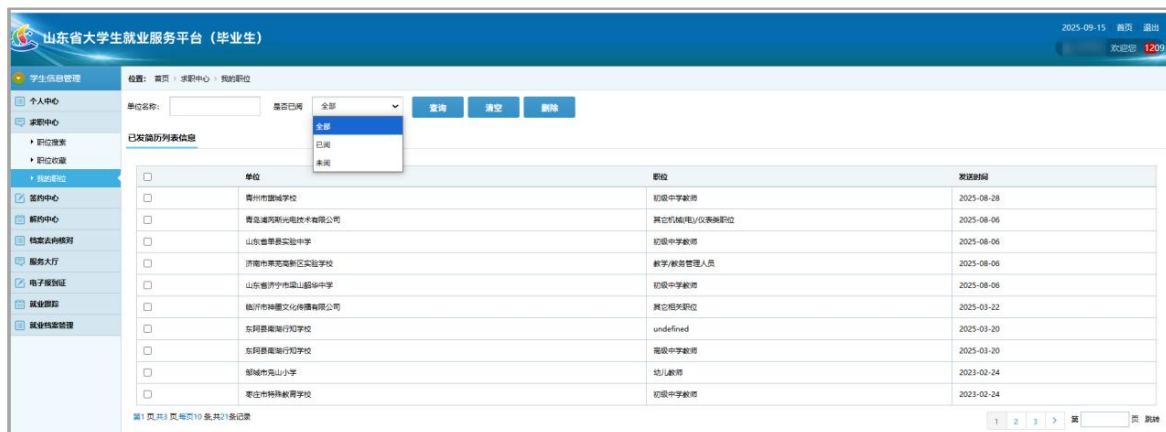 山东省大学生就业服务平台（毕业生）
2025-09-15 首页 退出
欢迎您 1209
学生信息管理
个人中心
求职中心
职位搜索
职位收藏
我的职位
签约中心
解约中心
档案去向核对
服务大厅
电子报到证
就业跟踪
就业档案管理
位置： 首页 > 求职中心 > 我的职位
单位名称： 是否已阅 全部 查询 清空 删除
全部
已阅
未阅
已发简历列表信息
单位 职位 发送时间
青州市旗城学校 初级中学教师 2025-08-28
青岛浦芮斯光电技术有限公司 其它机械(电)/仪表类职位 2025-08-06
山东省单县实验中学 初级中学教师 2025-08-06
济南市莱芜高新区实验学校 教学/教务管理人员 2025-08-06
山东省济宁市梁山韶华中学 初级中学教师 2025-08-06
临沂市神墨文化传播有限公司 其它相关职位 2025-03-22
东阿县南湖行知学校 undefined 2025-03-20
东阿县南湖行知学校 高级中学教师 2025-03-20
邹城市凫山小学 幼儿教师 2023-02-24
枣庄市特殊教育学校 初级中学教师 2023-02-24
第1 页,共3 页,每页10 条,共21条记录
1 2 3 > 第 页 跳转